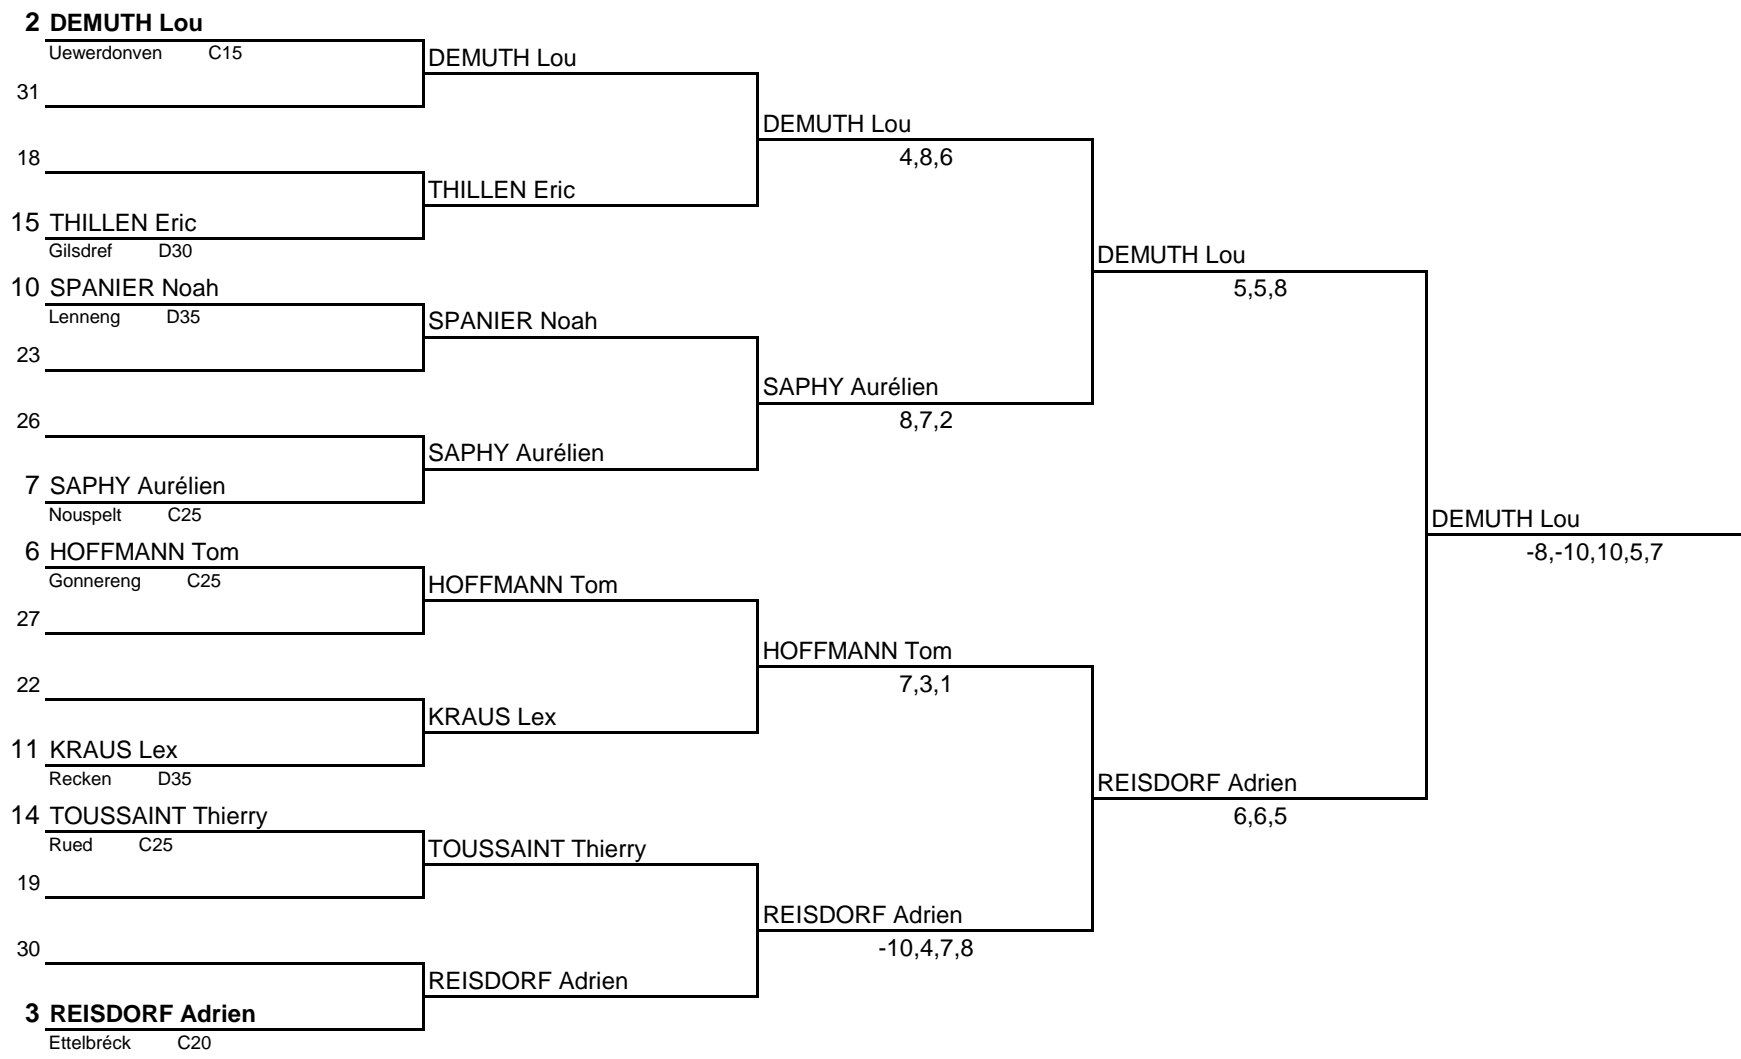 2 DEMUTH Lou
Uewerdonven C15
DEMUTH Lou
31
DEMUTH Lou
4,8,6
18
THILLEN Eric
15 THILLEN Eric
Gilsdref D30
DEMUTH Lou
5,5,8
10 SPANIER Noah
Lenneng D35
SPANIER Noah
23
SAPHY Aurélien
8,7,2
26
SAPHY Aurélien
7 SAPHY Aurélien
Nouspelt C25
DEMUTH Lou
-8,-10,10,5,7
6 HOFFMANN Tom
Gonnereng C25
HOFFMANN Tom
27
HOFFMANN Tom
7,3,1
22
KRAUS Lex
11 KRAUS Lex
Recken D35
REISDORF Adrien
6,6,5
14 TOUSSAINT Thierry
Rued C25
TOUSSAINT Thierry
19
REISDORF Adrien
-10,4,7,8
30
REISDORF Adrien
3 REISDORF Adrien
Ettelbréck C20